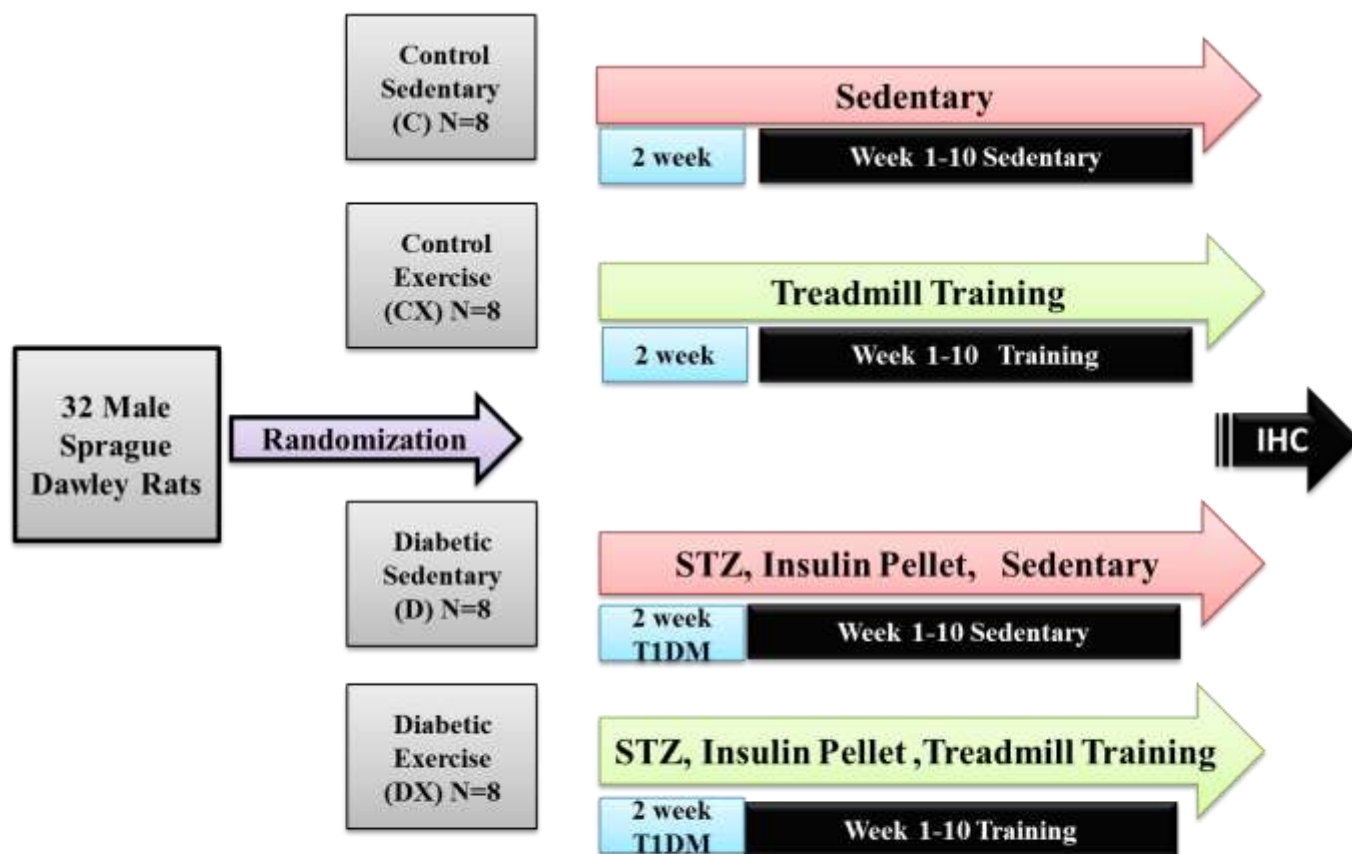 32 Male
Sprague
Dawley Rats
Randomization
Control
Sedentary
(C) N=8
Sedentary
2 week
Week 1-10 Sedentary
Control
Exercise
(CX) N=8
Treadmill Training
2 week
Week 1-10 Training
IHC
Diabetic
Sedentary
(D) N=8
STZ, Insulin Pellet, Sedentary
2 week
T1DM
Week 1-10 Sedentary
Diabetic
Exercise
(DX) N=8
STZ, Insulin Pellet ,Treadmill Training
2 week
T1DM
Week 1-10 Training